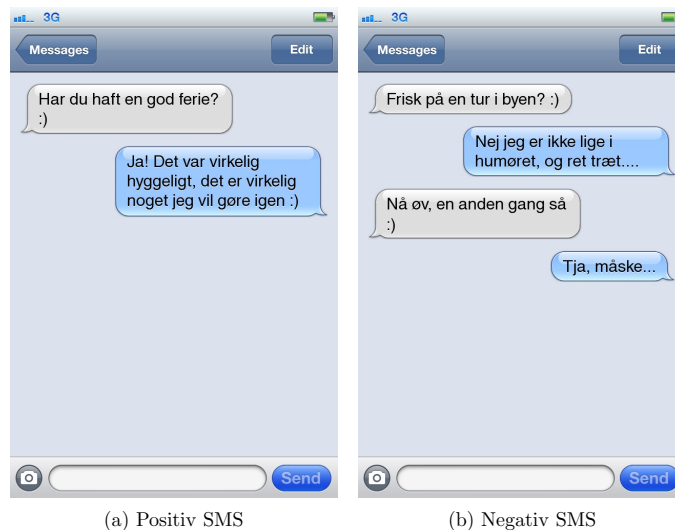 3G
Messages
Edit
Har du haft en god ferie?
:)
Ja! Det var virkelig
hyggeligt, det er virkelig
noget jeg vil gøre igen :)
Send
(a) Positiv SMS
3G
Messages
Edit
Frisk på en tur i byen? :)
Nej jeg er ikke lige i
humøret, og ret træt....
Nå øv, en anden gang så
:)
Tja, måske...
Send
(b) Negativ SMS